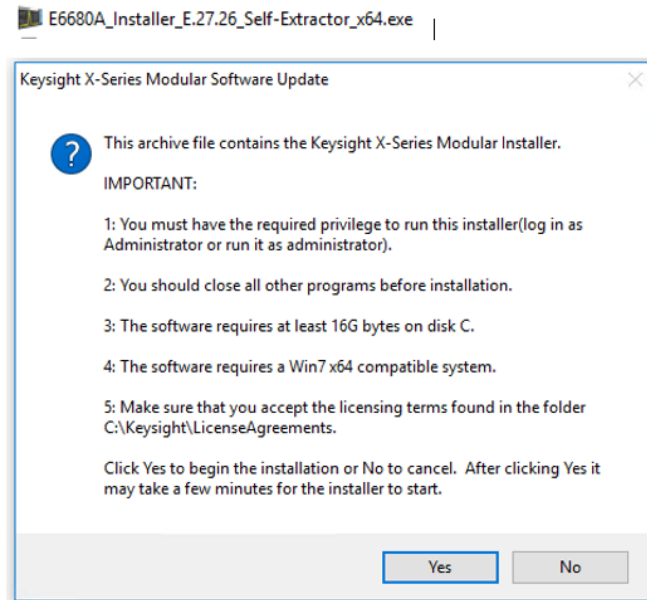 E6680A_Installer_E.27.26_Self-Extractor_x64.exe
Keysight X-Series Modular Software Update
This archive file contains the Keysight X-Series Modular Installer.
IMPORTANT:
1: You must have the required privilege to run this installer(log in as
Administrator or run it as administrator).
2: You should close all other programs before installation.
3: The software requires at least 16G bytes on disk C.
4: The software requires a Win7 x64 compatible system.
5: Make sure that you accept the licensing terms found in the folder
C:\Keysight\LicenseAgreements.
Click Yes to begin the installation or No to cancel.  After clicking Yes it
may take a few minutes for the installer to start.
Yes No